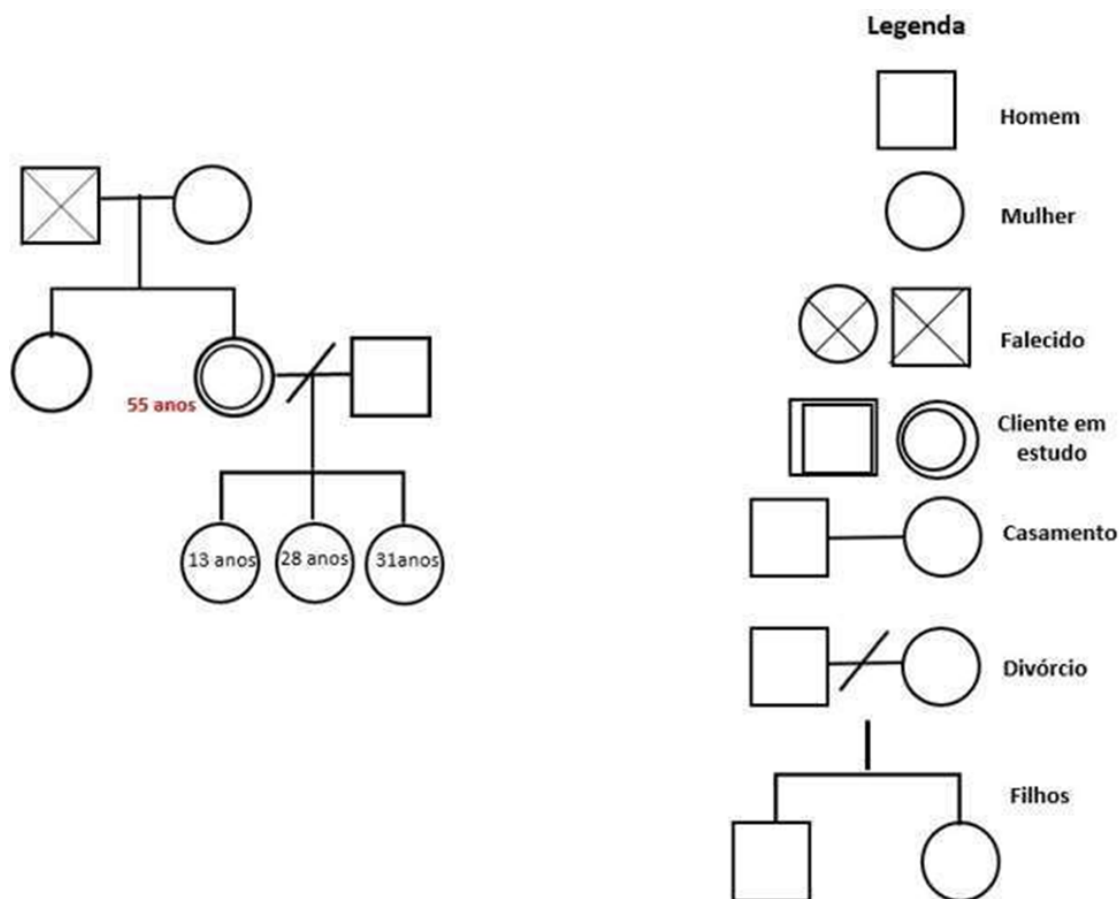 Legenda
Homem
Mulher
Falecido
55 anos
Cliente em
estudo
Casamento
13 anos
28 anos
31anos
Divórcio
Filhos